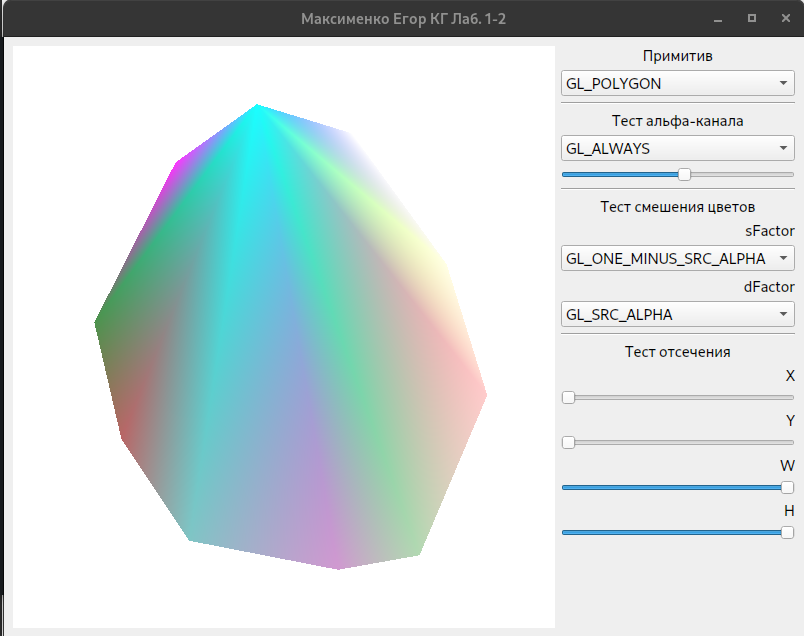 Максименко Егор КГ Лаб. 1-2
Примитив
GL_POLYGON
Тест альфа-канала
GL_ALWAYS
Тест смешения цветов
sFactor
GL_ONE_MINUS_SRC_ALPHA
dFactor
GL_SRC_ALPHA
Тест отсечения
X
Y
W
H